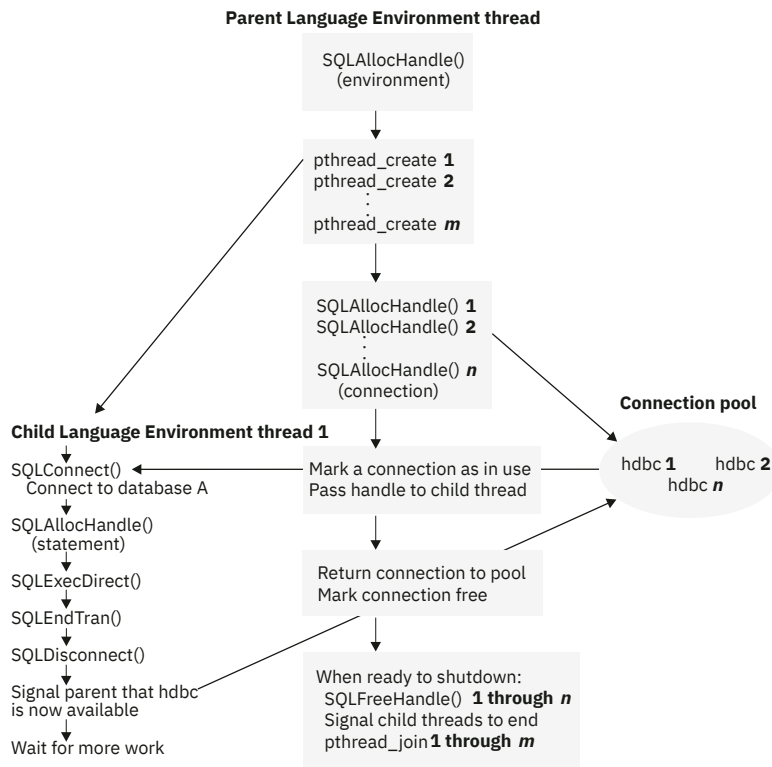 Parent Language Environment thread
SQLAllocHandle()
(environment)
pthread_create 1
pthread_create 2
⋮
pthread_create m
SQLAllocHandle() 1
SQLAllocHandle() 2
⋮
SQLAllocHandle() n
(connection)
Connection pool
hdbc 1 hdbc 2
hdbc n
Mark a connection as in use
Pass handle to child thread
Return connection to pool
Mark connection free
When ready to shutdown:
SQLFreeHandle() 1 through n
Signal child threads to end
pthread_join 1 through m
Child Language Environment thread 1
SQLConnect()
Connect to database A
SQLAllocHandle()
(statement)
SQLExecDirect()
SQLEndTran()
SQLDisconnect()
Signal parent that hdbc
is now available
Wait for more work